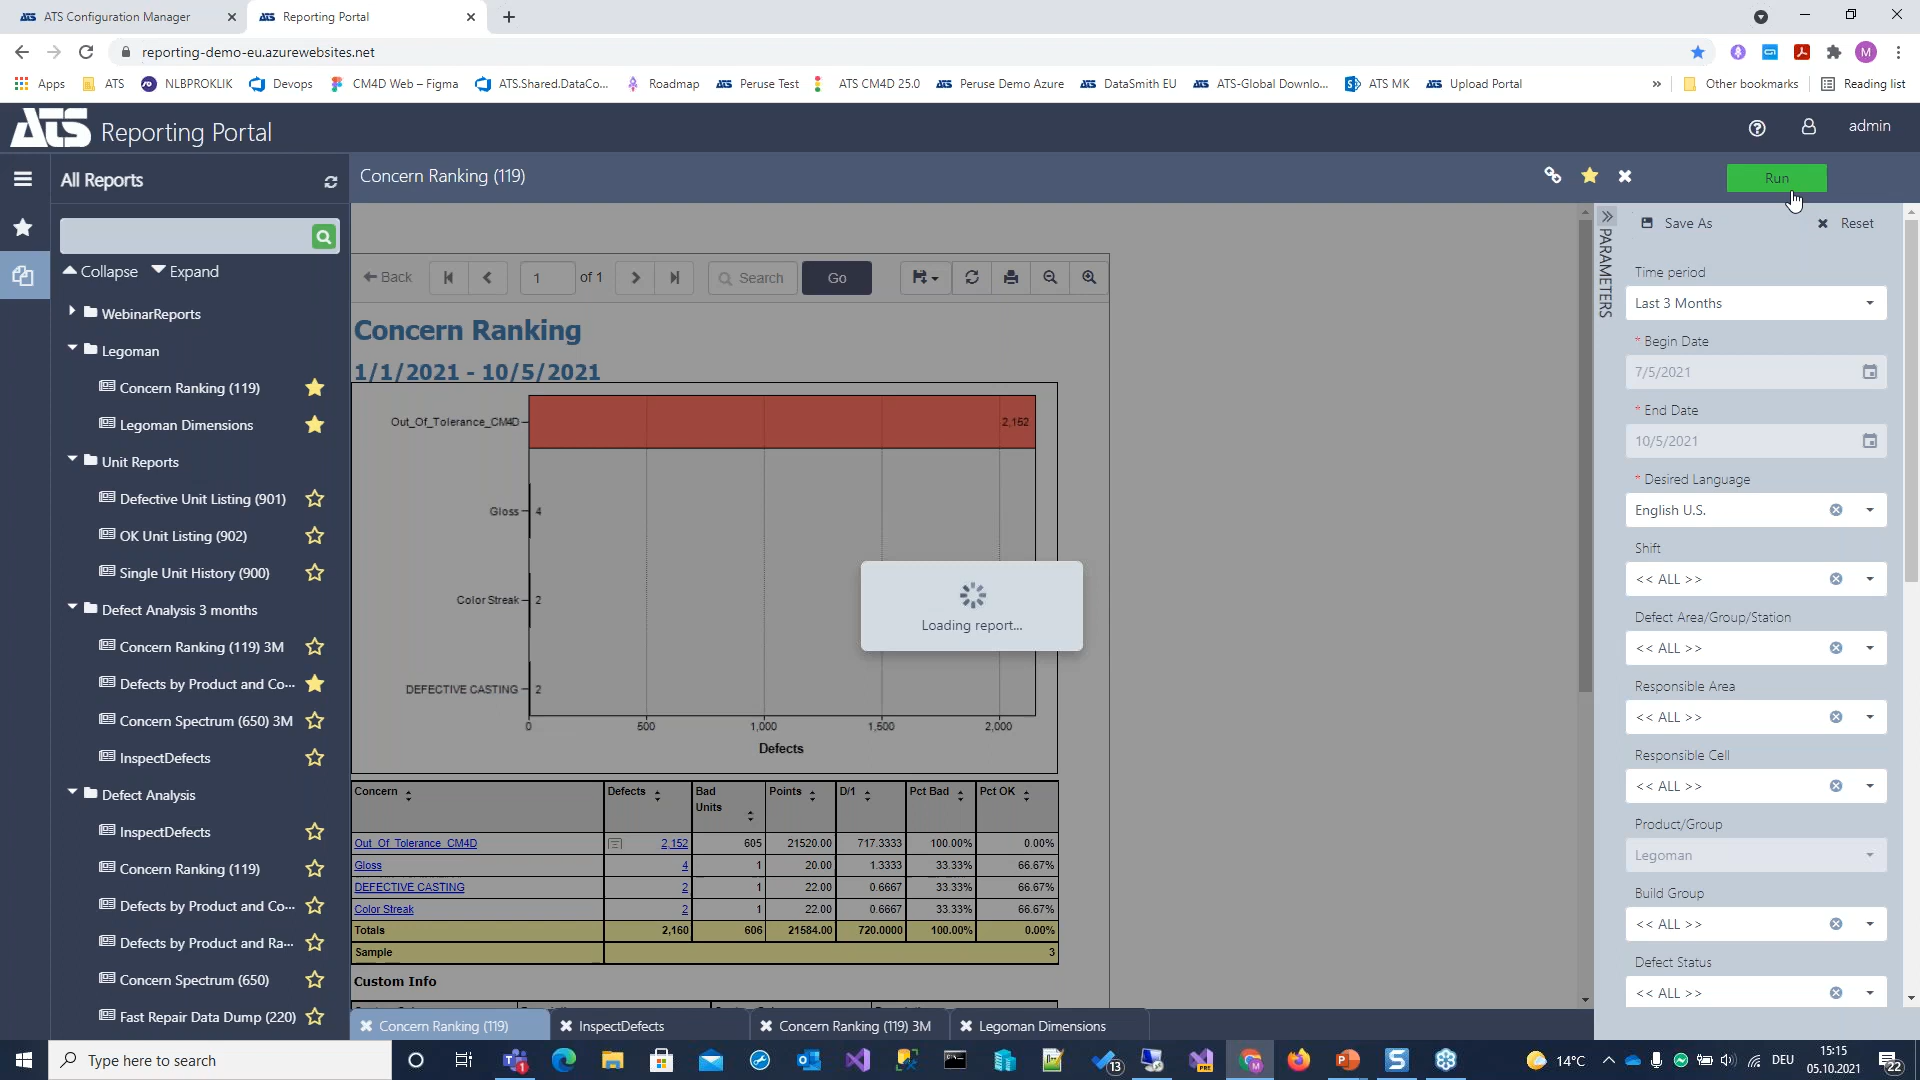 ATS ATS Configuration Manager
ATS Reporting Portal
reporting-demo-eu.azurewebsites.net
M
Apps
ATS
NLBPROKLIK
Devops
CM4D Web – Figma
ATS.Shared.DataCo...
Roadmap
ATS Peruse Test
ATS CM4D 25.0
ATS Peruse Demo Azure
ATS DataSmith EU
ATS ATS-Global Downlo...
ATS MK
ATS Upload Portal
»
Other bookmarks
Reading list
ATS Reporting Portal
admin
All Reports
Collapse
Expand
WebinarReports
Legoman
Concern Ranking (119)
Legoman Dimensions
Unit Reports
Defective Unit Listing (901)
OK Unit Listing (902)
Single Unit History (900)
Defect Analysis 3 months
Concern Ranking (119) 3M
Defects by Product and Co...
Concern Spectrum (650) 3M
InspectDefects
Defect Analysis
InspectDefects
Concern Ranking (119)
Defects by Product and Co...
Defects by Product and Ra...
Concern Spectrum (650)
Fast Repair Data Dump (220)
Concern Ranking (119)
Run
Back
1
of 1
Search
Go
Concern Ranking
1/1/2021 - 10/5/2021
Out_Of_Tolerance_CM4D
2,152
Gloss
4
Color Streak
2
DEFECTIVE CASTING
2
0
500
1,000
1,500
2,000
Defects
Loading report...
Concern Defects Bad Units Points D/1 Pct Bad Pct OK
Out_Of_Tolerance_CM4D 2,152 605 21520.00 717.3333 100.00% 0.00%
Gloss 4 1 20.00 1.3333 33.33% 66.67%
DEFECTIVE CASTING 2 1 22.00 0.6667 33.33% 66.67%
Color Streak 2 1 22.00 0.6667 33.33% 66.67%
Totals 2,160 606 21584.00 720.0000 100.00% 0.00%
Sample 3
Custom Info
PARAMETERS
Save As
Reset
Time period
Last 3 Months
* Begin Date
7/5/2021
* End Date
10/5/2021
* Desired Language
English U.S.
Shift
<< ALL >>
Defect Area/Group/Station
<< ALL >>
Responsible Area
<< ALL >>
Responsible Cell
<< ALL >>
Product/Group
Legoman
Build Group
<< ALL >>
Defect Status
<< ALL >>
Concern Ranking (119)
InspectDefects
Concern Ranking (119) 3M
Legoman Dimensions
Type here to search
1
13
14°C
DEU
15:15
05.10.2021
22